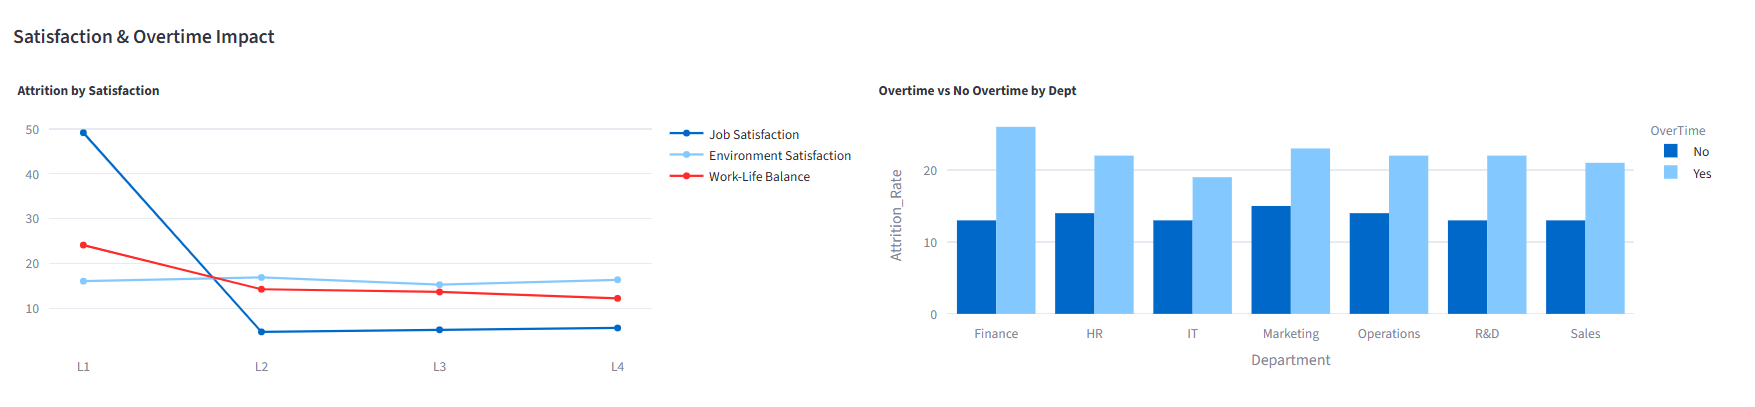 Satisfaction & Overtime Impact
Attrition by Satisfaction
50
40
30
20
10
L1
L2
L3
L4
Job Satisfaction
Environment Satisfaction
Work-Life Balance
Overtime vs No Overtime by Dept
Attrition_Rate
20
10
0
Finance
HR
IT
Marketing
Operations
R&D
Sales
Department
OverTime
No
Yes